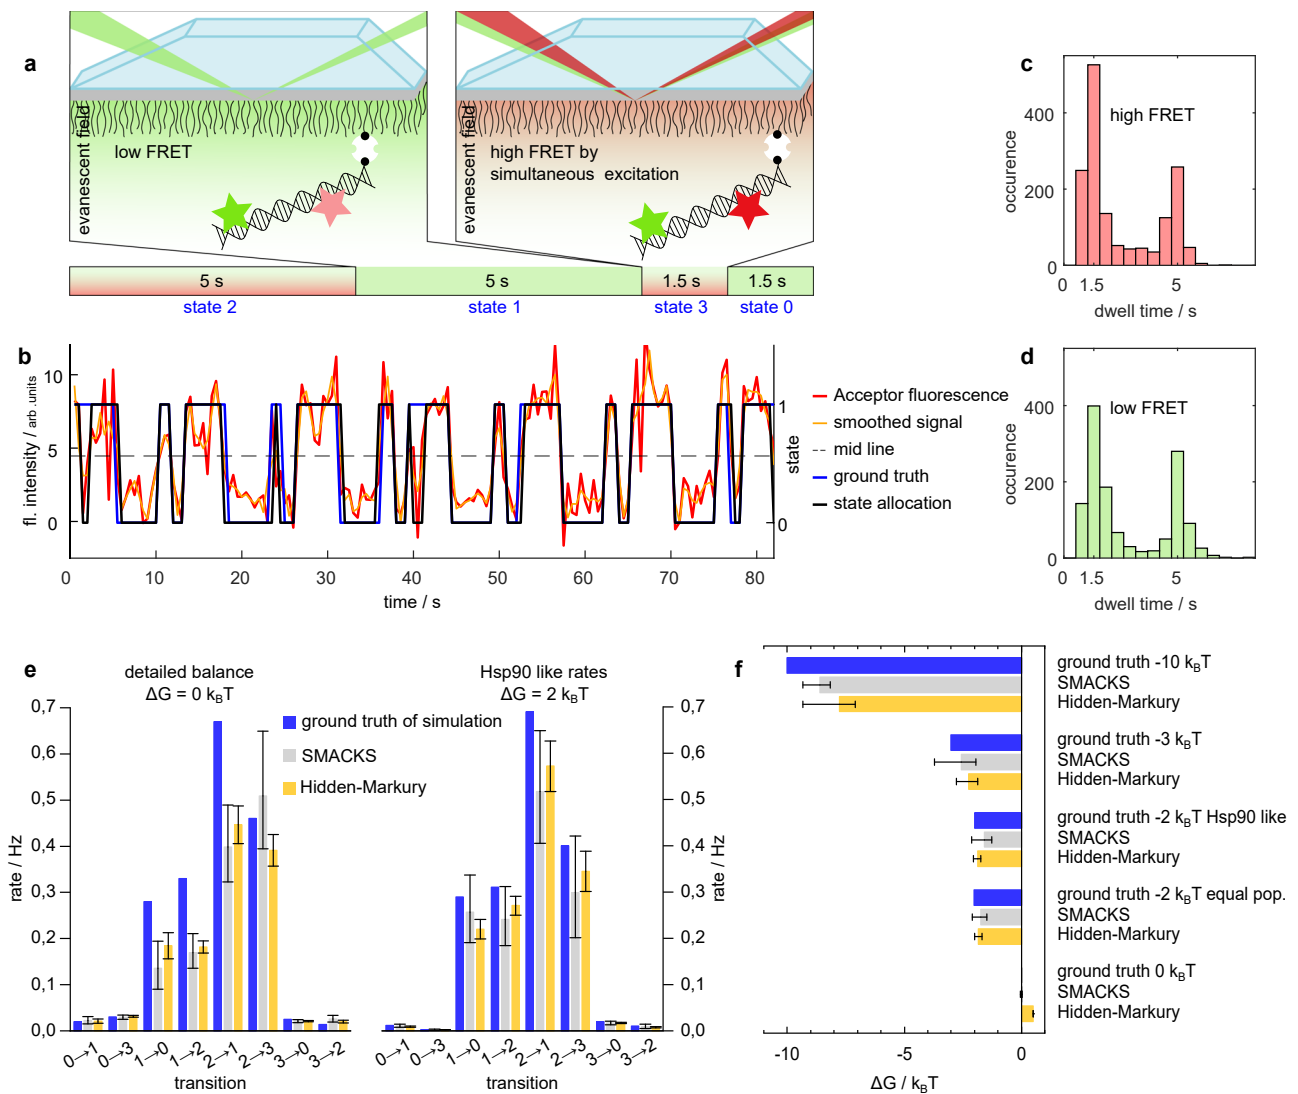 a
evanescent field
low FRET
evanescent field
high FRET by
simultaneous excitation
5 s
5 s
1.5 s
1.5 s
state 2
state 1
state 3
state 0
b
fl. intensity / arb.units
10
5
0
1
0
state
0
10
20
30
40
50
60
70
80
time / s
Acceptor fluorescence
smoothed signal
mid line
ground truth
state allocation
c
high FRET
occurence
400
200
0
0
1.5
5
dwell time / s
d
low FRET
occurence
400
200
0
0
1.5
5
dwell time / s
e
detailed balance
ΔG = 0 kBT
Hsp90 like rates
ΔG = 2 kBT
ground truth of simulation
SMACKS
Hidden-Markury
rate / Hz
0,7
0,6
0,5
0,4
0,3
0,2
0,1
0,0
0→1
0→3
1→0
1→2
2→1
2→3
3→0
3→2
transition
0→1
0→3
1→0
1→2
2→1
2→3
3→0
3→2
transition
0,7
0,6
0,5
0,4
0,3
0,2
0,1
0,0
rate / Hz
f
ground truth -10 kBT
SMACKS
Hidden-Markury
ground truth -3 kBT
SMACKS
Hidden-Markury
ground truth -2 kBT Hsp90 like
SMACKS
Hidden-Markury
ground truth -2 kBT equal pop.
SMACKS
Hidden-Markury
ground truth 0 kBT
SMACKS
Hidden-Markury
-10
-5
0
ΔG / kBT